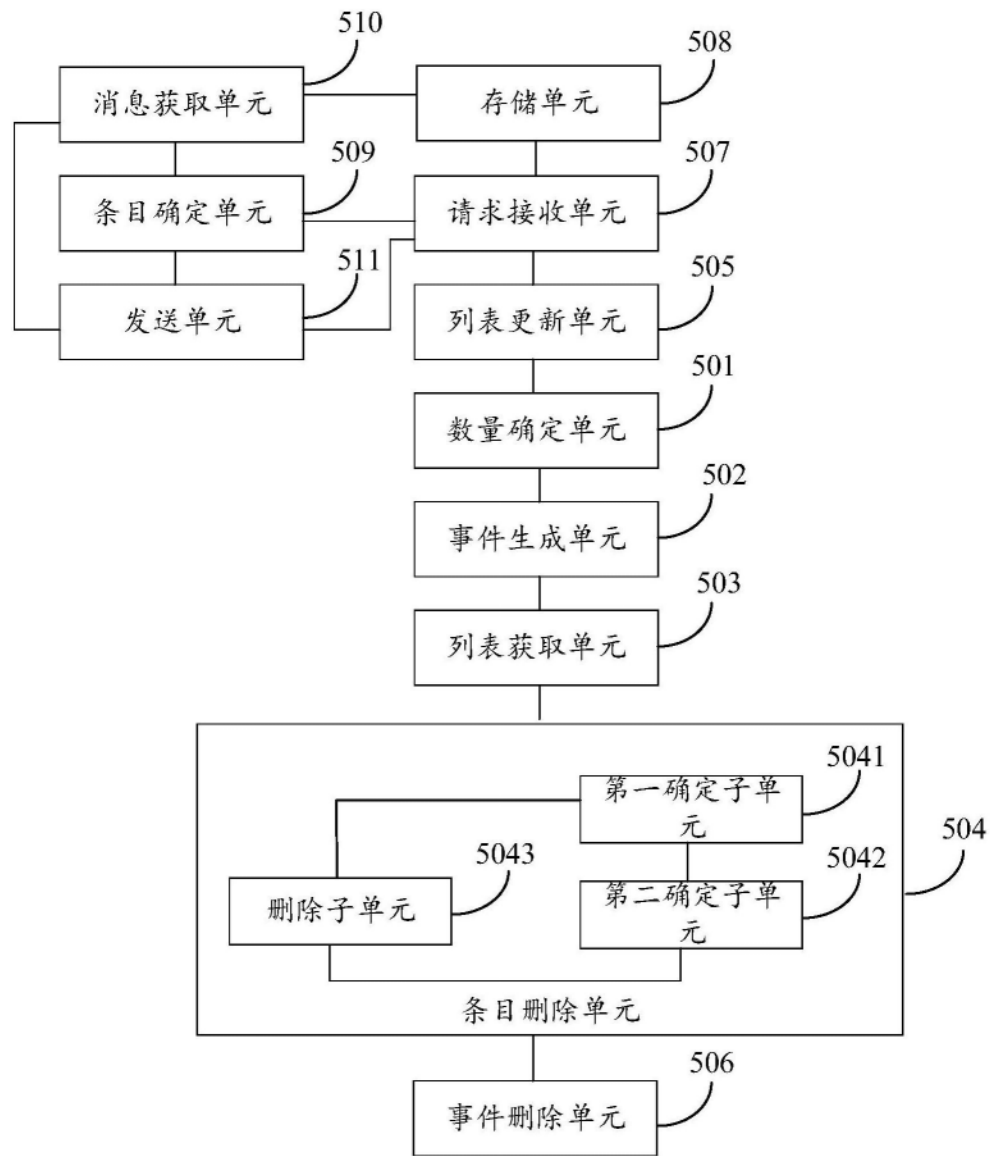 510
508
消息获取单元
存储单元
509
507
条目确定单元
请求接收单元
511
505
发送单元
列表更新单元
501
数量确定单元
502
事件生成单元
503
列表获取单元
5041
第一确定子单
元
504
5043
5042
删除子单元
第二确定子单
元
条目删除单元
506
事件删除单元